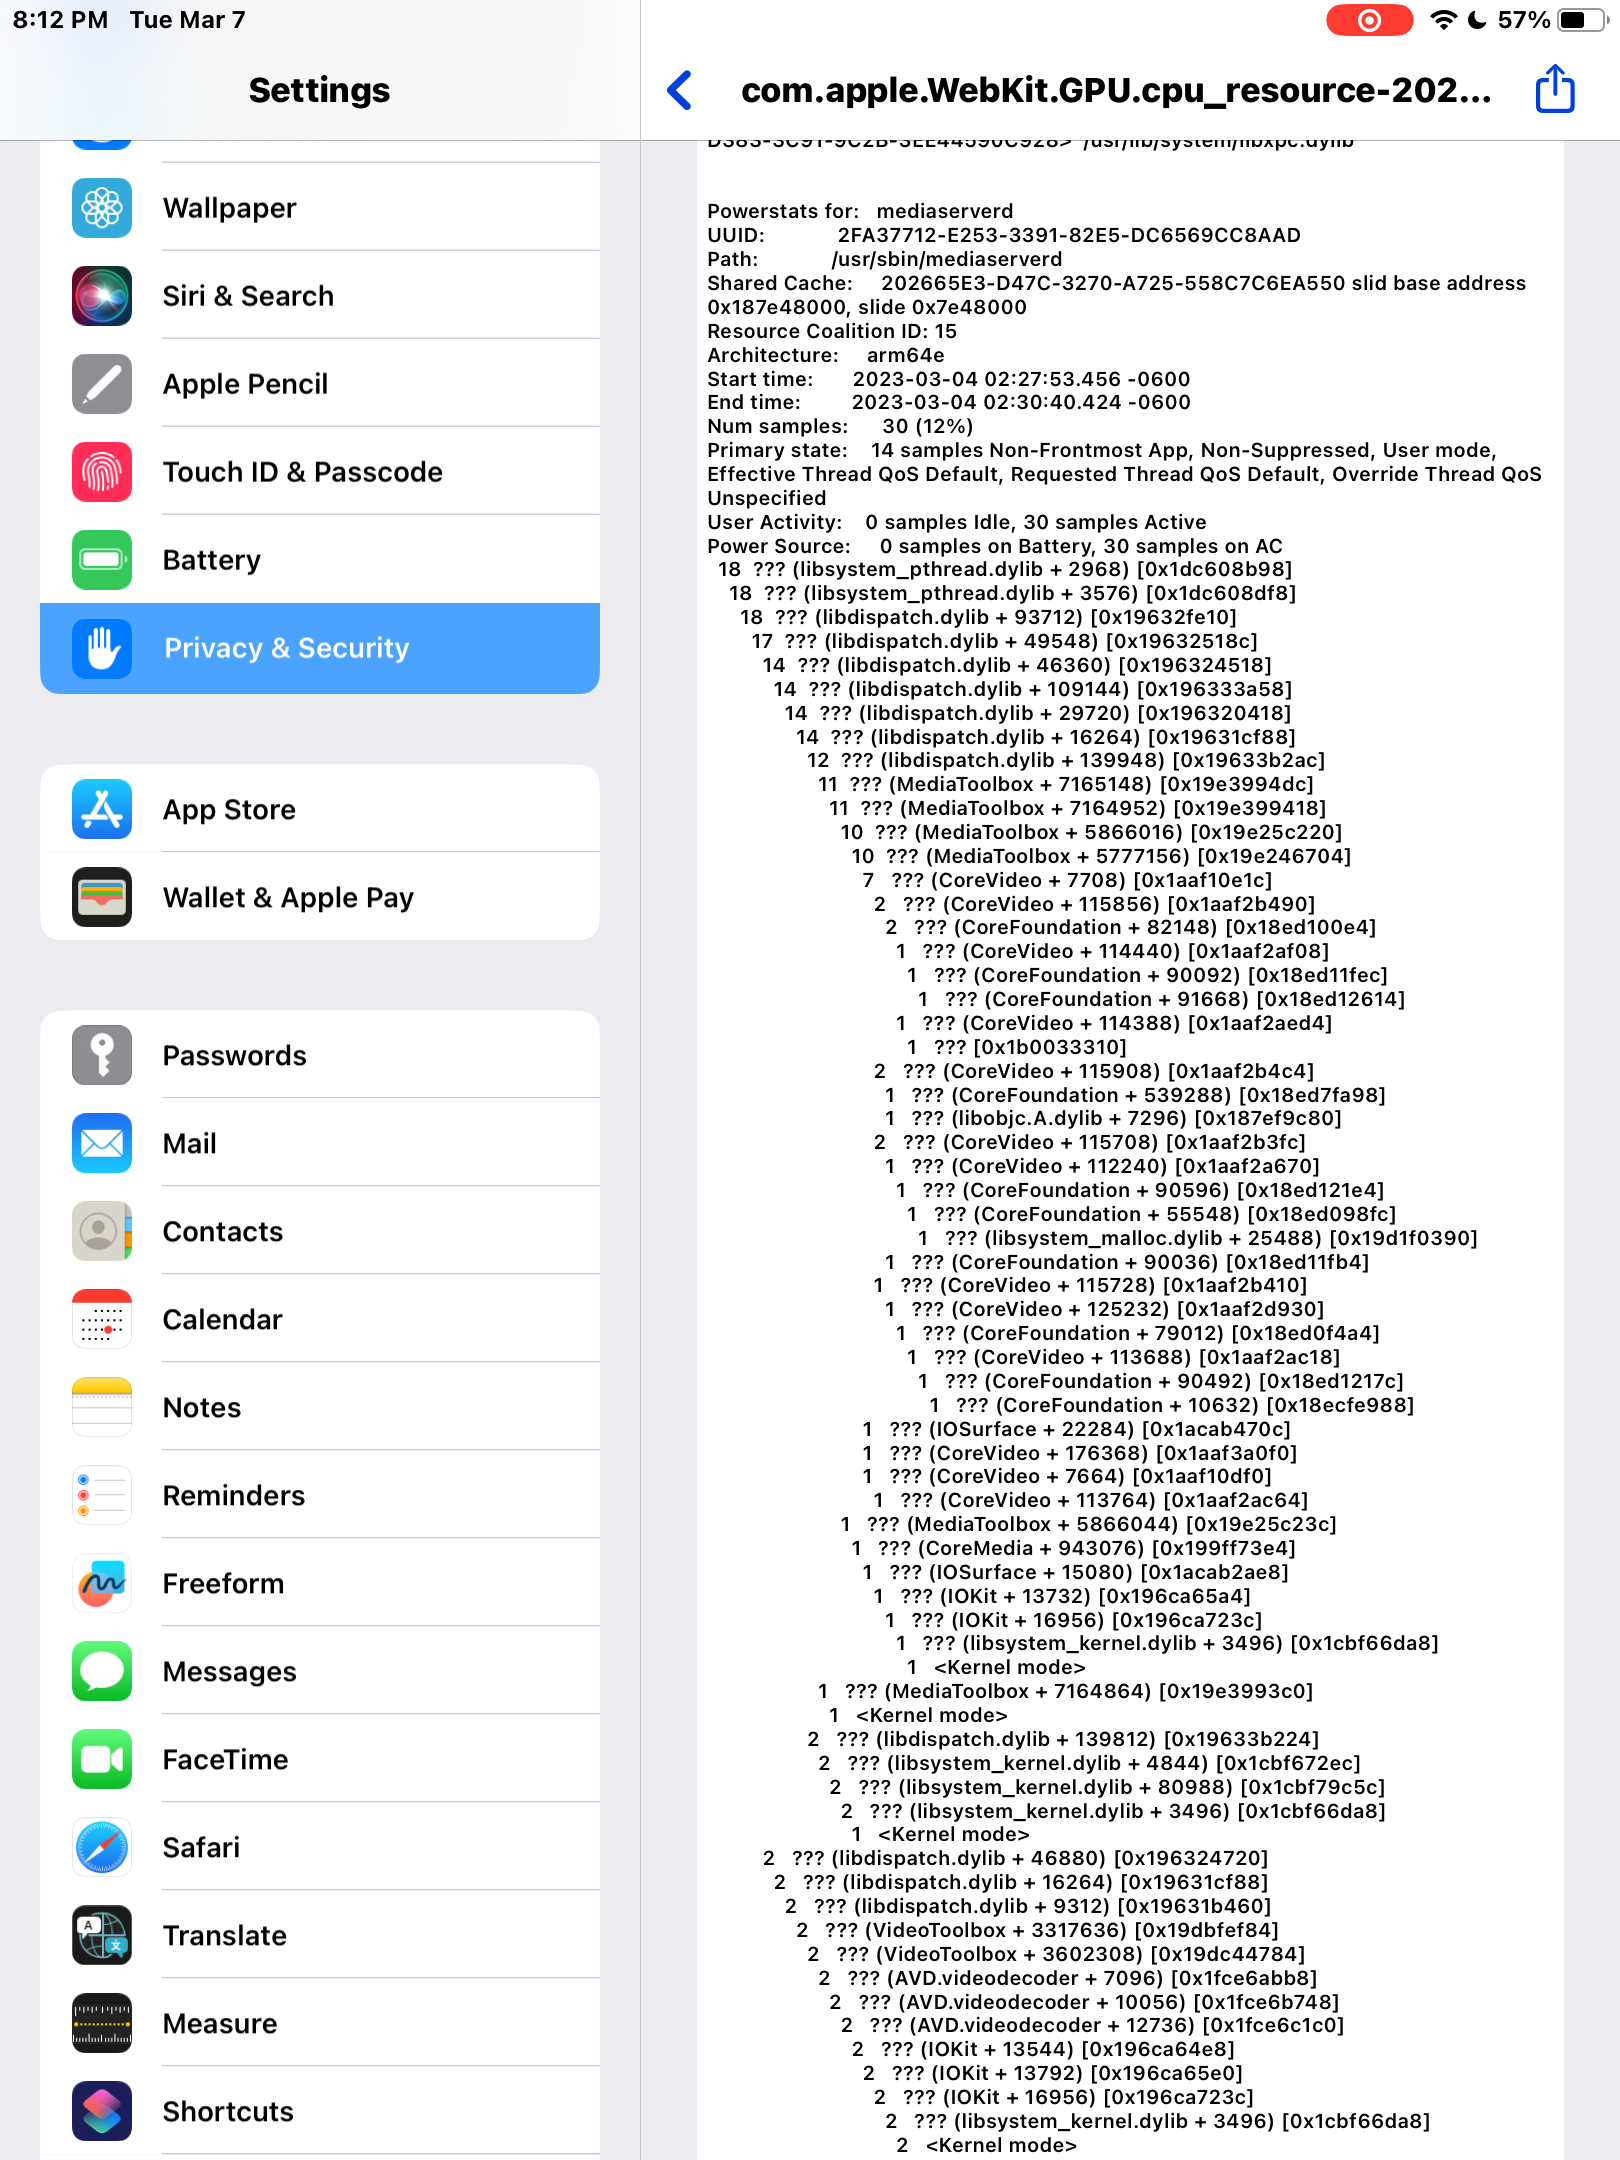 8:12 PM Tue Mar 7
57%
Settings
Wallpaper
Siri & Search
Apple Pencil
Touch ID & Passcode
Battery
Privacy & Security
App Store
Wallet & Apple Pay
Passwords
Mail
Contacts
Calendar
Notes
Reminders
Freeform
Messages
FaceTime
Safari
Translate
Measure
Shortcuts
com.apple.WebKit.GPU.cpu_resource-202...
D383-3C91-9C2B-3EE44590C928> /usr/lib/system/libxpc.dylib
Powerstats for: mediaserverd
UUID: 2FA37712-E253-3391-82E5-DC6569CC8AAD
Path: /usr/sbin/mediaserverd
Shared Cache: 202665E3-D47C-3270-A725-558C7C6EA550 slid base address
0x187e48000, slide 0x7e48000
Resource Coalition ID: 15
Architecture: arm64e
Start time: 2023-03-04 02:27:53.456 -0600
End time: 2023-03-04 02:30:40.424 -0600
Num samples: 30 (12%)
Primary state: 14 samples Non-Frontmost App, Non-Suppressed, User mode,
Effective Thread QoS Default, Requested Thread QoS Default, Override Thread QoS
Unspecified
User Activity: 0 samples Idle, 30 samples Active
Power Source: 0 samples on Battery, 30 samples on AC
18 ??? (libsystem_pthread.dylib + 2968) [0x1dc608b98]
18 ??? (libsystem_pthread.dylib + 3576) [0x1dc608df8]
18 ??? (libdispatch.dylib + 93712) [0x19632fe10]
17 ??? (libdispatch.dylib + 49548) [0x19632518c]
14 ??? (libdispatch.dylib + 46360) [0x196324518]
14 ??? (libdispatch.dylib + 109144) [0x196333a58]
14 ??? (libdispatch.dylib + 29720) [0x196320418]
14 ??? (libdispatch.dylib + 16264) [0x19631cf88]
12 ??? (libdispatch.dylib + 139948) [0x19633b2ac]
11 ??? (MediaToolbox + 7165148) [0x19e3994dc]
11 ??? (MediaToolbox + 7164952) [0x19e399418]
10 ??? (MediaToolbox + 5866016) [0x19e25c220]
10 ??? (MediaToolbox + 5777156) [0x19e246704]
7 ??? (CoreVideo + 7708) [0x1aaf10e1c]
2 ??? (CoreVideo + 115856) [0x1aaf2b490]
2 ??? (CoreFoundation + 82148) [0x18ed100e4]
1 ??? (CoreVideo + 114440) [0x1aaf2af08]
1 ??? (CoreFoundation + 90092) [0x18ed11fec]
1 ??? (CoreFoundation + 91668) [0x18ed12614]
1 ??? (CoreVideo + 114388) [0x1aaf2aed4]
1 ??? [0x1b0033310]
2 ??? (CoreVideo + 115908) [0x1aaf2b4c4]
1 ??? (CoreFoundation + 539288) [0x18ed7fa98]
1 ??? (libobjc.A.dylib + 7296) [0x187ef9c80]
2 ??? (CoreVideo + 115708) [0x1aaf2b3fc]
1 ??? (CoreVideo + 112240) [0x1aaf2a670]
1 ??? (CoreFoundation + 90596) [0x18ed121e4]
1 ??? (CoreFoundation + 55548) [0x18ed098fc]
1 ??? (libsystem_malloc.dylib + 25488) [0x19d1f0390]
1 ??? (CoreFoundation + 90036) [0x18ed11fb4]
1 ??? (CoreVideo + 115728) [0x1aaf2b410]
1 ??? (CoreVideo + 125232) [0x1aaf2d930]
1 ??? (CoreFoundation + 79012) [0x18ed0f4a4]
1 ??? (CoreVideo + 113688) [0x1aaf2ac18]
1 ??? (CoreFoundation + 90492) [0x18ed1217c]
1 ??? (CoreFoundation + 10632) [0x18ecfe988]
1 ??? (IOSurface + 22284) [0x1acab470c]
1 ??? (CoreVideo + 176368) [0x1aaf3a0f0]
1 ??? (CoreVideo + 7664) [0x1aaf10df0]
1 ??? (CoreVideo + 113764) [0x1aaf2ac64]
1 ??? (MediaToolbox + 5866044) [0x19e25c23c]
1 ??? (CoreMedia + 943076) [0x199ff73e4]
1 ??? (IOSurface + 15080) [0x1acab2ae8]
1 ??? (IOKit + 13732) [0x196ca65a4]
1 ??? (IOKit + 16956) [0x196ca723c]
1 ??? (libsystem_kernel.dylib + 3496) [0x1cbf66da8]
1 <Kernel mode>
1 ??? (MediaToolbox + 7164864) [0x19e3993c0]
1 <Kernel mode>
2 ??? (libdispatch.dylib + 139812) [0x19633b224]
2 ??? (libsystem_kernel.dylib + 4844) [0x1cbf672ec]
2 ??? (libsystem_kernel.dylib + 80988) [0x1cbf79c5c]
2 ??? (libsystem_kernel.dylib + 3496) [0x1cbf66da8]
1 <Kernel mode>
2 ??? (libdispatch.dylib + 46880) [0x196324720]
2 ??? (libdispatch.dylib + 16264) [0x19631cf88]
2 ??? (libdispatch.dylib + 9312) [0x19631b460]
2 ??? (VideoToolbox + 3317636) [0x19dbfef84]
2 ??? (VideoToolbox + 3602308) [0x19dc44784]
2 ??? (AVD.videodecoder + 7096) [0x1fce6abb8]
2 ??? (AVD.videodecoder + 10056) [0x1fce6b748]
2 ??? (AVD.videodecoder + 12736) [0x1fce6c1c0]
2 ??? (IOKit + 13544) [0x196ca64e8]
2 ??? (IOKit + 13792) [0x196ca65e0]
2 ??? (IOKit + 16956) [0x196ca723c]
2 ??? (libsystem_kernel.dylib + 3496) [0x1cbf66da8]
2 <Kernel mode>